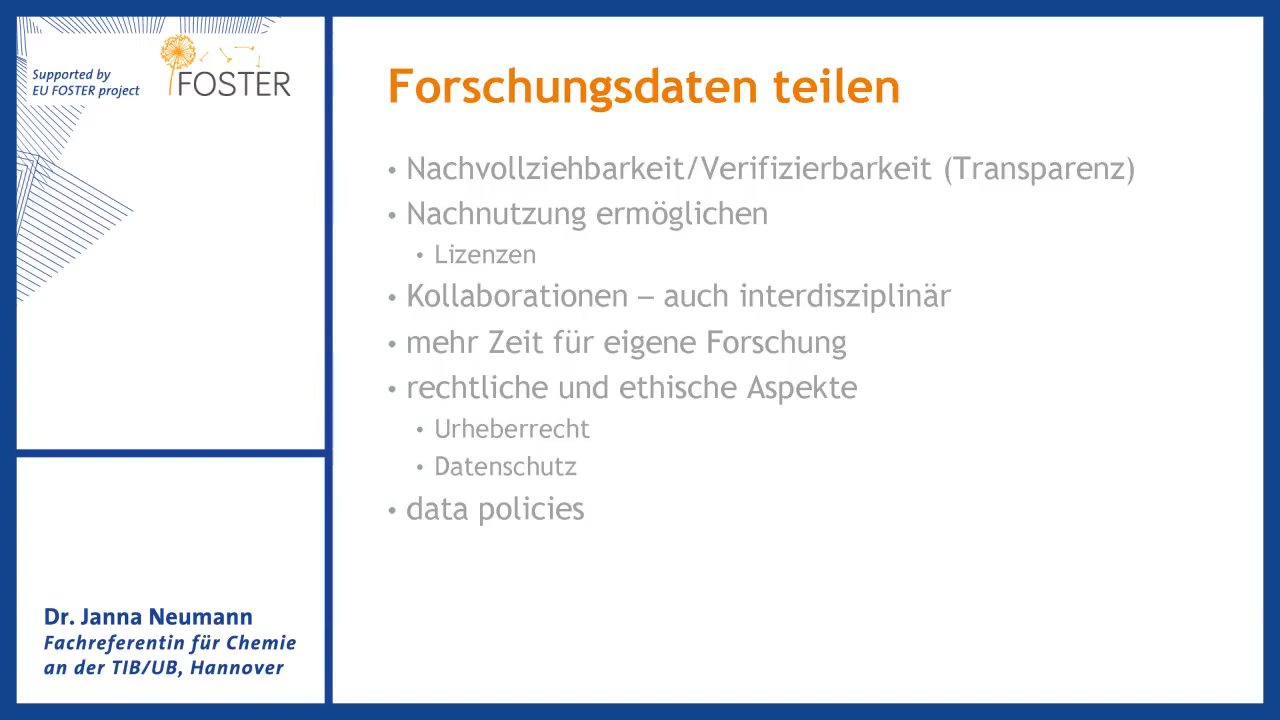 Supported by
EU FOSTER project
FOSTER
Forschungsdaten teilen
• Nachvollziehbarkeit/Verifizierbarkeit (Transparenz)
• Nachnutzung ermöglichen
• Lizenzen
• Kollaborationen – auch interdisziplinär
• mehr Zeit für eigene Forschung
• rechtliche und ethische Aspekte
• Urheberrecht
• Datenschutz
• data policies
Dr. Janna Neumann
Fachreferentin für Chemie
an der TIB/UB, Hannover